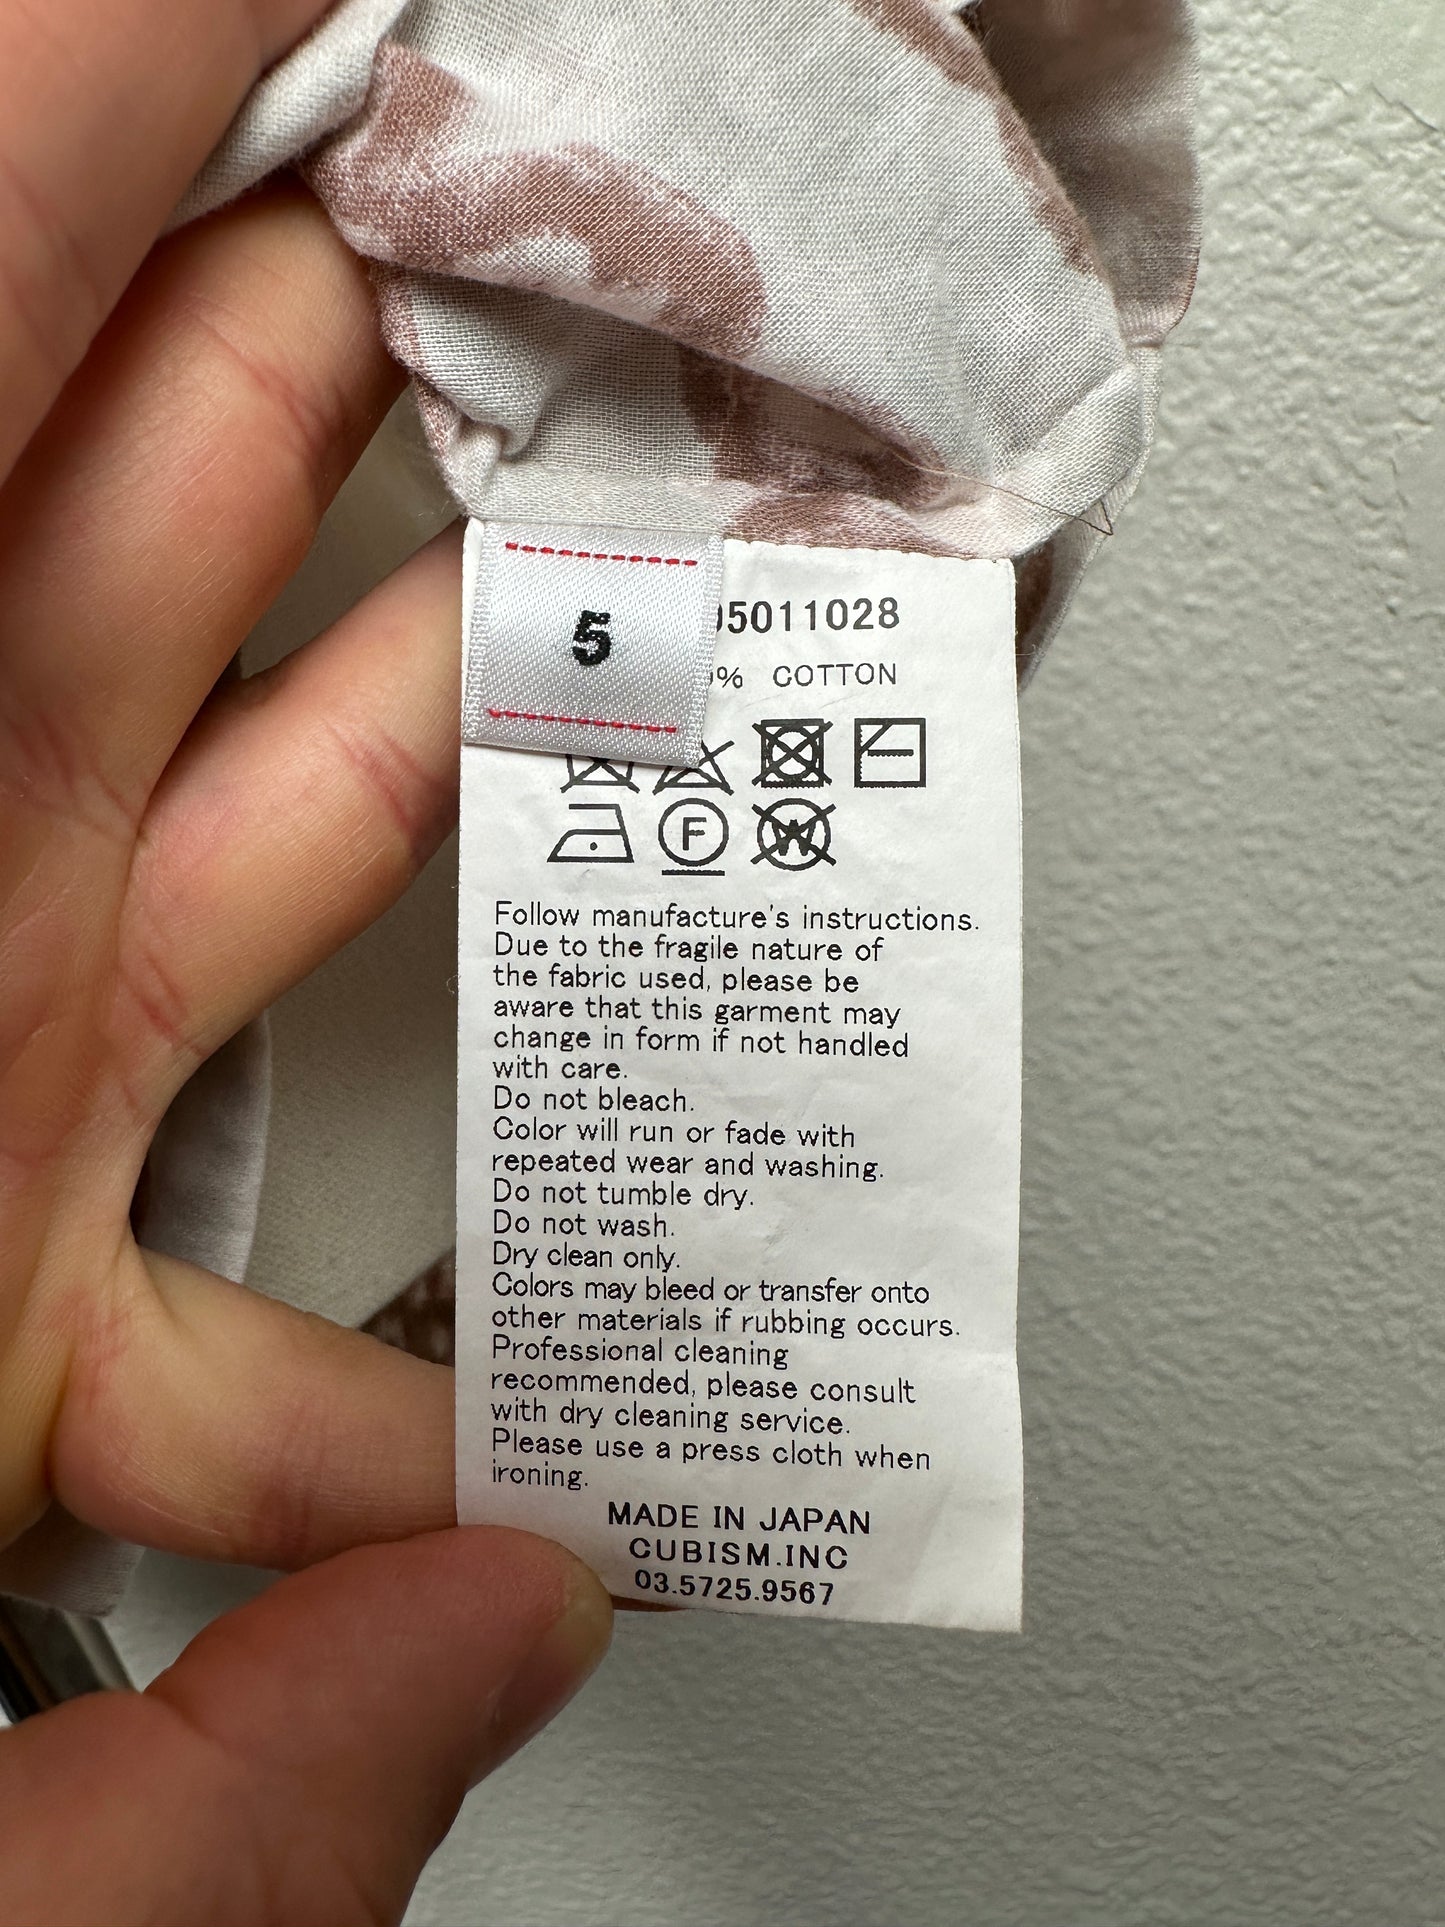 5
5011028
% COTTON
F
W
Follow manufacture's instructions.
Due to the fragile nature of
the fabric used, please be
aware that this garment may
change in form if not handled
with care.
Do not bleach.
Color will run or fade with
repeated wear and washing.
Do not tumble dry.
Do not wash.
Dry clean only.
Colors may bleed or transfer onto
other materials if rubbing occurs.
Professional cleaning
recommended, please consult
with dry cleaning service.
Please use a press cloth when
ironing.
MADE IN JAPAN
CUBISM.INC
03.5725.9567